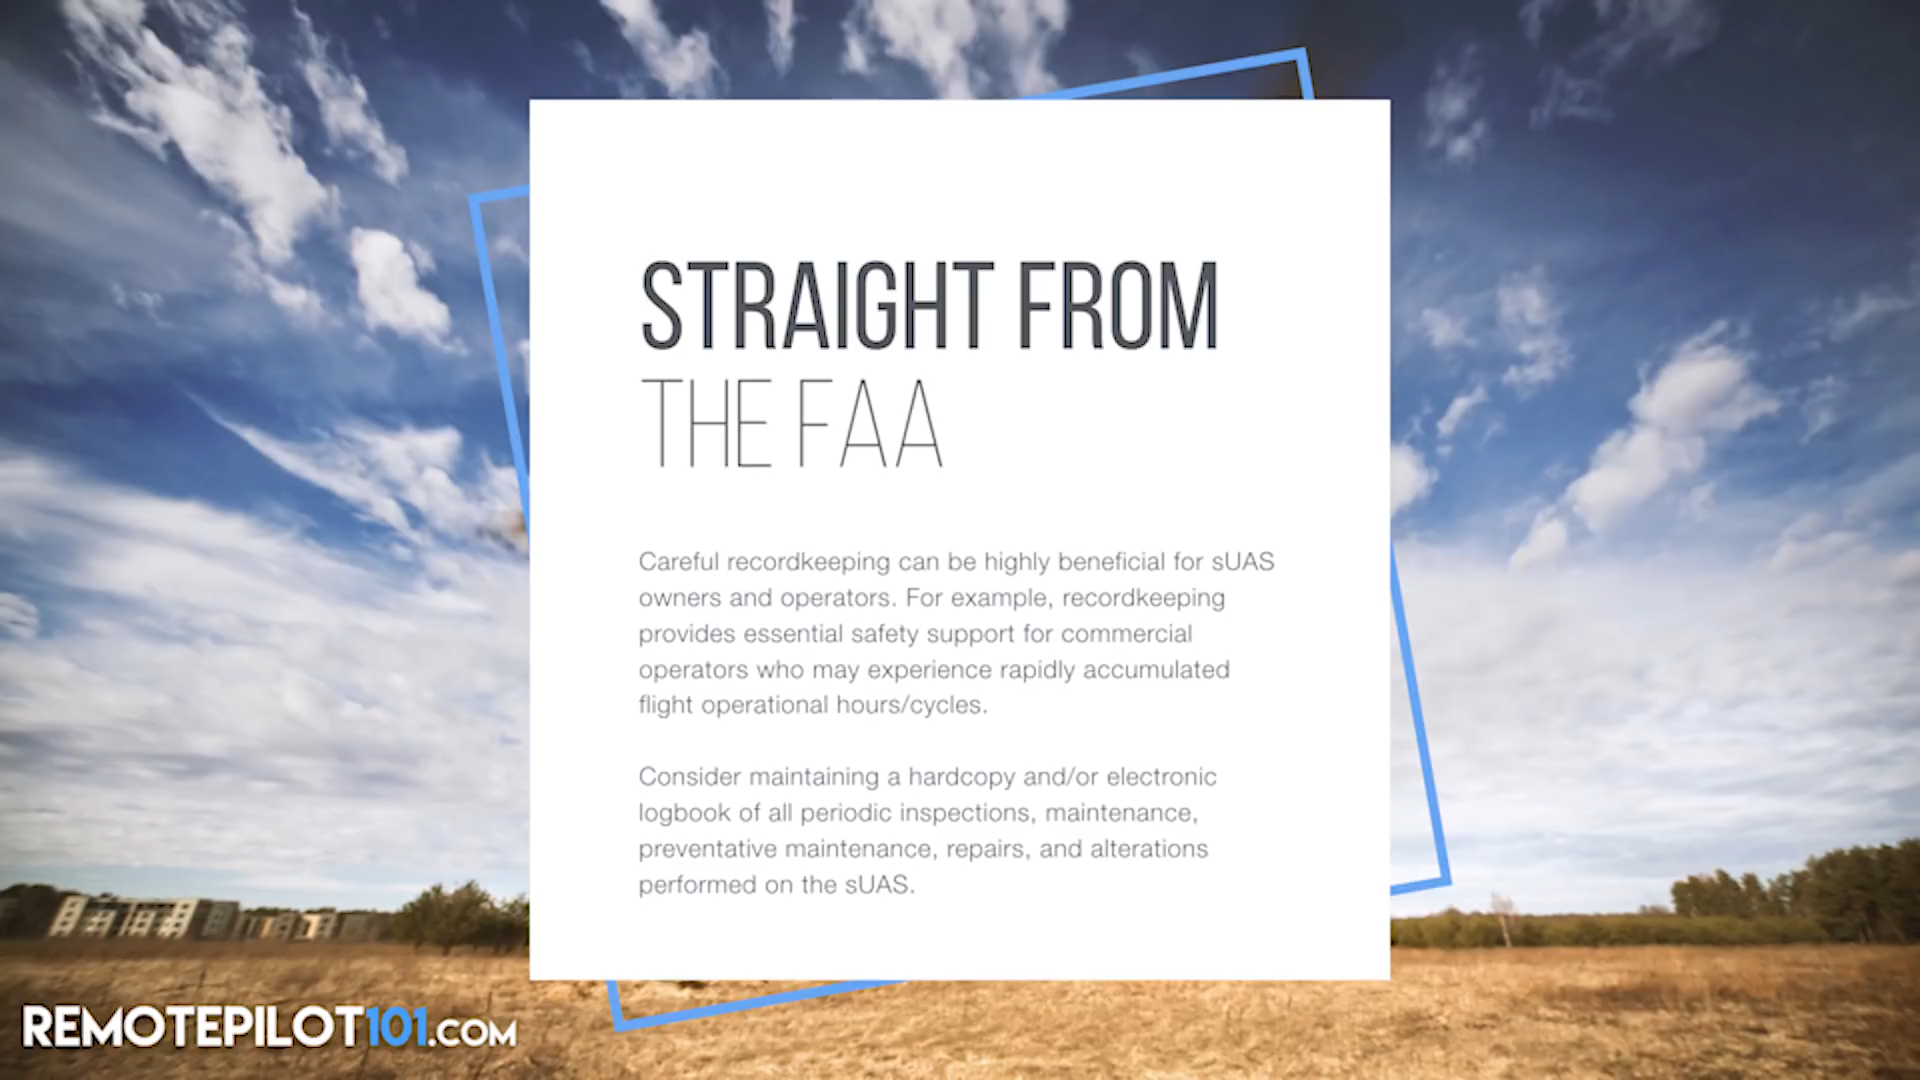 STRAIGHT FROM
THE FAA
Careful recordkeeping can be highly beneficial for sUAS
owners and operators. For example, recordkeeping
provides essential safety support for commercial
operators who may experience rapidly accumulated
flight operational hours/cycles.
Consider maintaining a hardcopy and/or electronic
logbook of all periodic inspections, maintenance,
preventative maintenance, repairs, and alterations
performed on the sUAS.
REMOTEPILOT101.COM